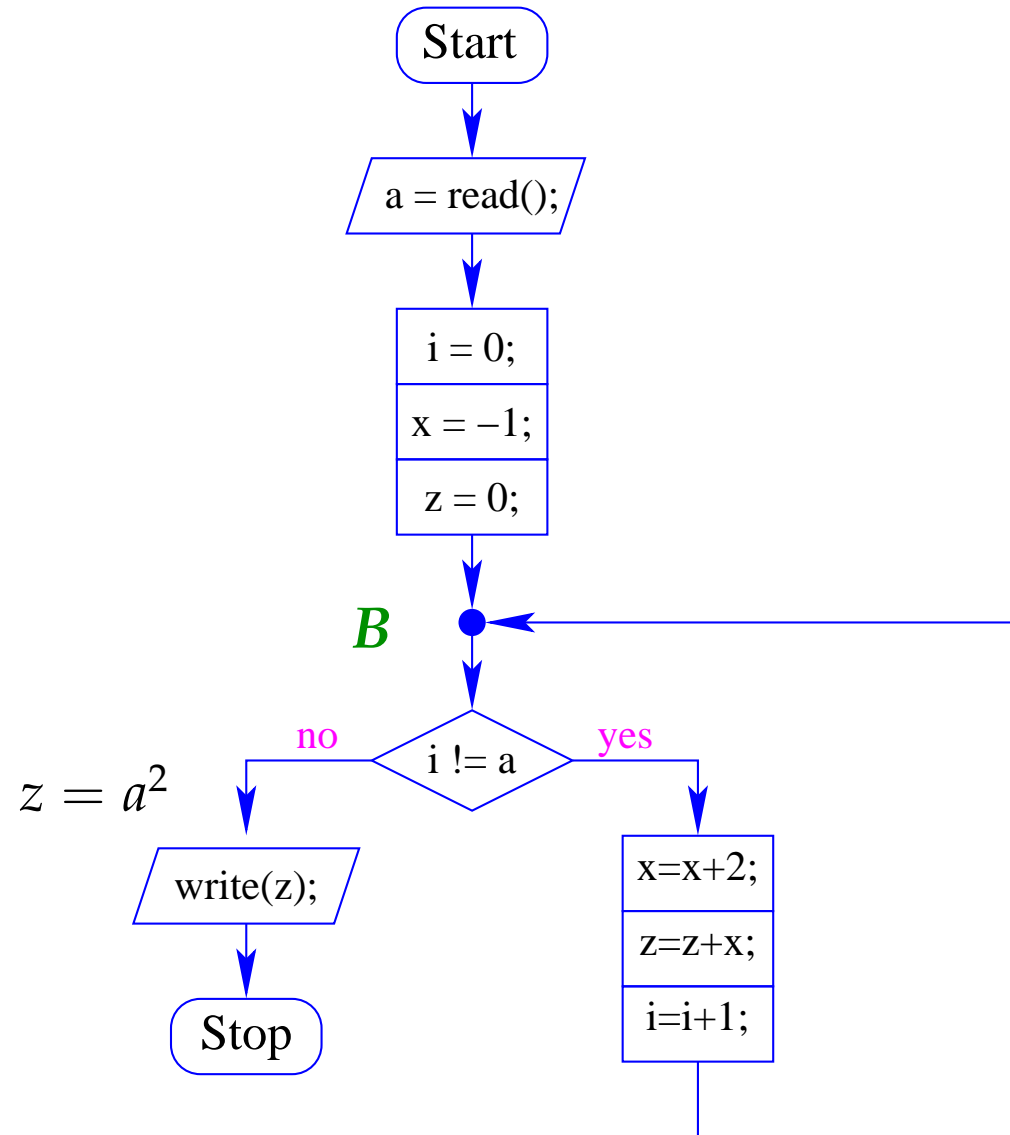 Start
a = read();
i = 0;
x = −1;
z = 0;
B
no
i != a
yes
z = a²
write(z);
x=x+2;
z=z+x;
i=i+1;
Stop